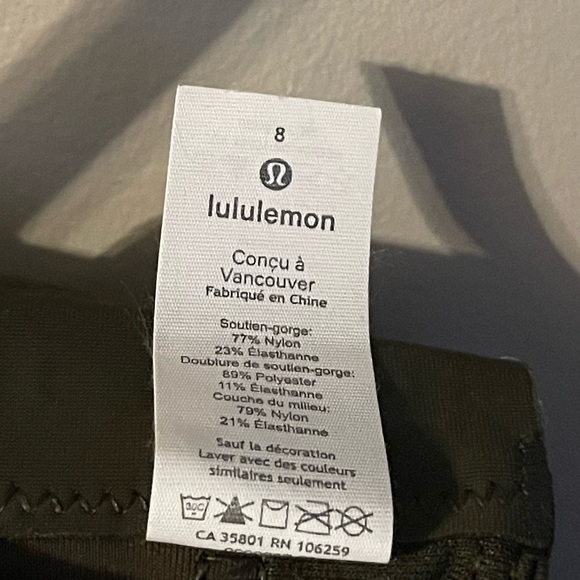 8
lululemon
Conçu à
Vancouver
Fabriqué en Chine
Soutien-gorge:
77% Nylon
23% Élasthanne
Doublure de soutien-gorge:
89% Polyester
11% Élasthanne
Couche du milieu:
79% Nylon
21% Élasthanne
Sauf la décoration
Laver avec des couleurs
similaires seulement
30C
CA 35801 RN 106259